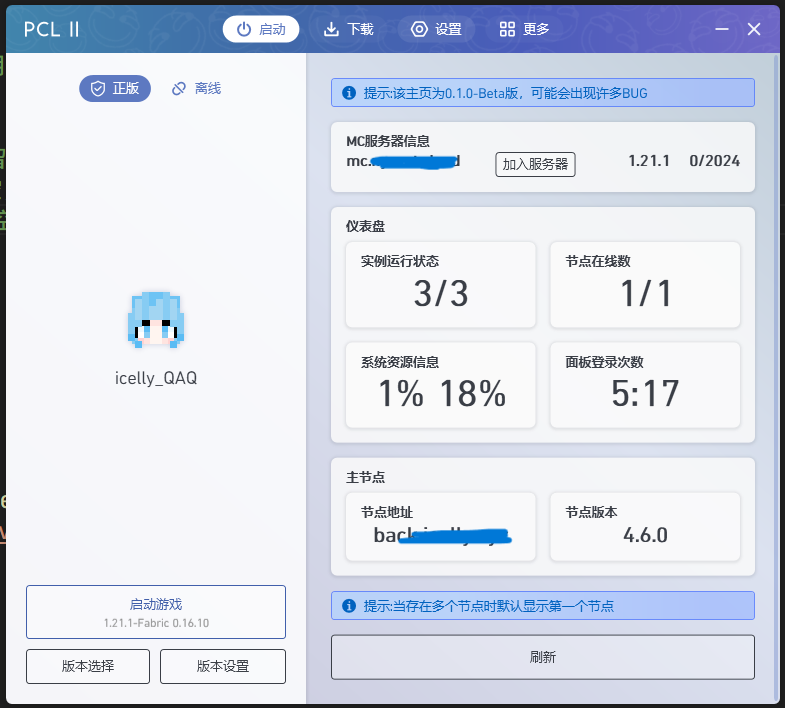 PCL II
启动
下载
设置
更多
正版
离线
icelly_QAQ
启动游戏
1.21.1-Fabric 0.16.10
版本选择
版本设置
提示:该主页为0.1.0-Beta版，可能会出现许多BUG
MC服务器信息
mc.
加入服务器
1.21.1
0/2024
仪表盘
实例运行状态
3/3
节点在线数
1/1
系统资源信息
1% 18%
面板登录次数
5:17
主节点
节点地址
节点版本
4.6.0
提示:当存在多个节点时默认显示第一个节点
刷新